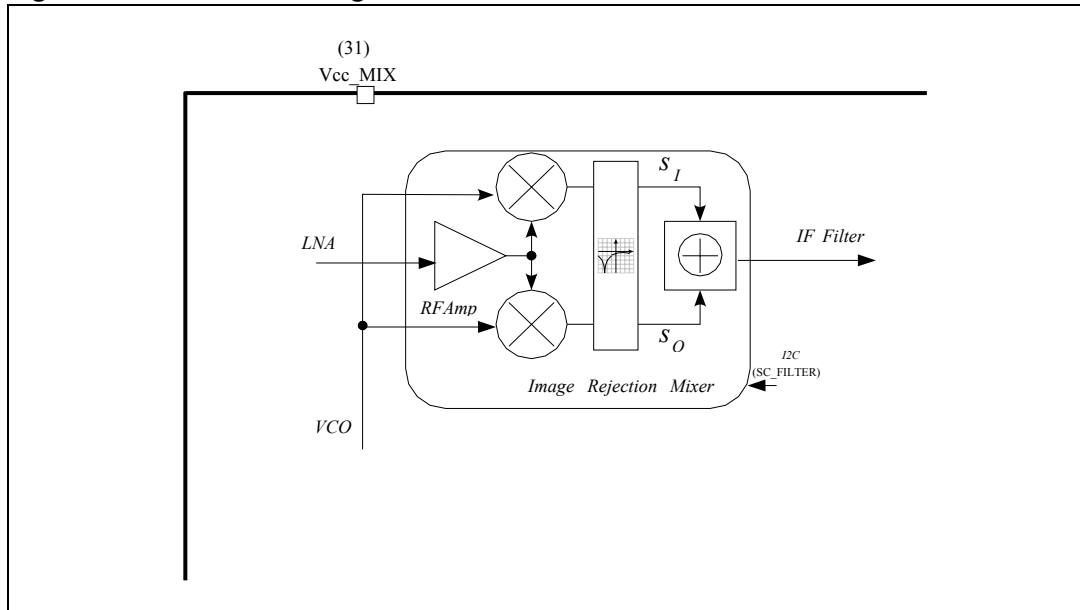 (31)
Vcc_MIX
S I
LNA
IF Filter
RFAmp
S O
I2C
(SC_FILTER)
Image Rejection Mixer
VCO